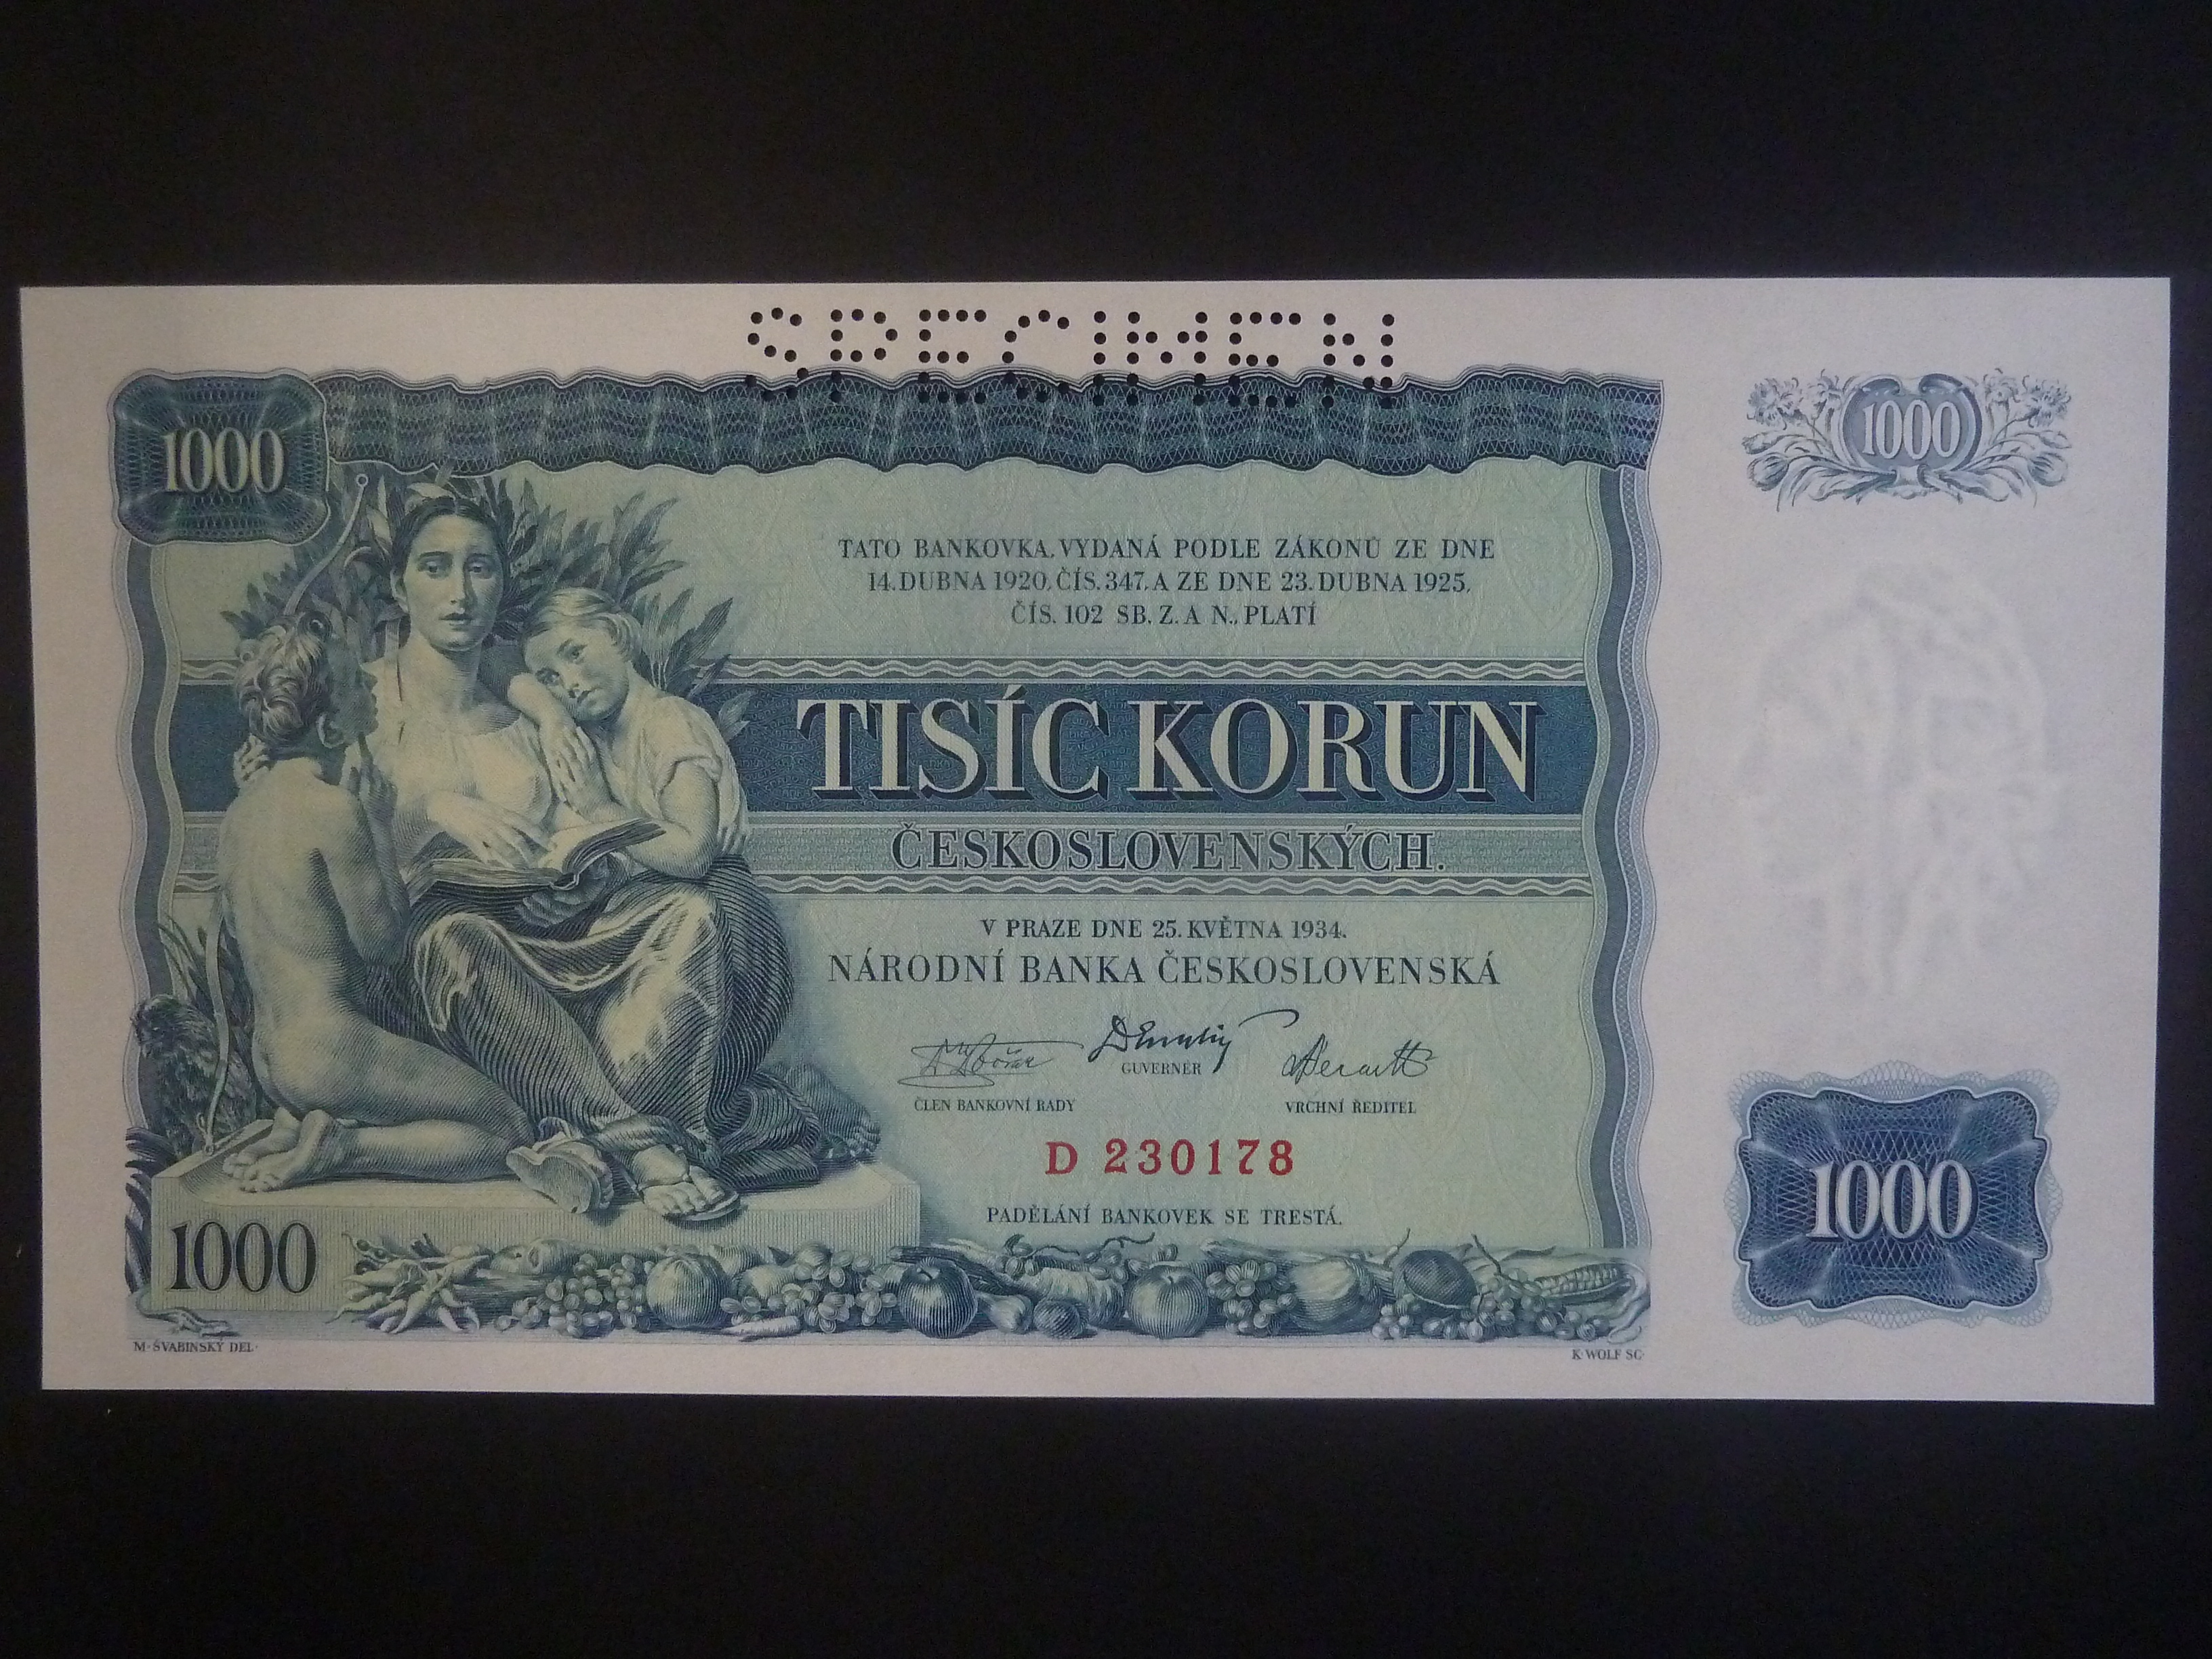 SPECIMEN
1000
1000
TATO BANKOVKA, VYDANÁ PODLE ZÁKONŮ ZE DNE
14. DUBNA 1920, ČÍS. 347, A ZE DNE 23. DUBNA 1925,
ČÍS. 102 SB. Z. A N., PLATÍ
TISÍC KORUN
ČESKOSLOVENSKÝCH.
V PRAZE DNE 25. KVĚTNA 1934.
NÁRODNÍ BANKA ČESKOSLOVENSKÁ
GUVERNÉR
ČLEN BANKOVNÍ RADY
VRCHNÍ ŘEDITEL
D 230178
PADĚLÁNÍ BANKOVEK SE TRESTÁ.
1000
1000
M. ŠVABINSKÝ DEL.
K. WOLF SC.